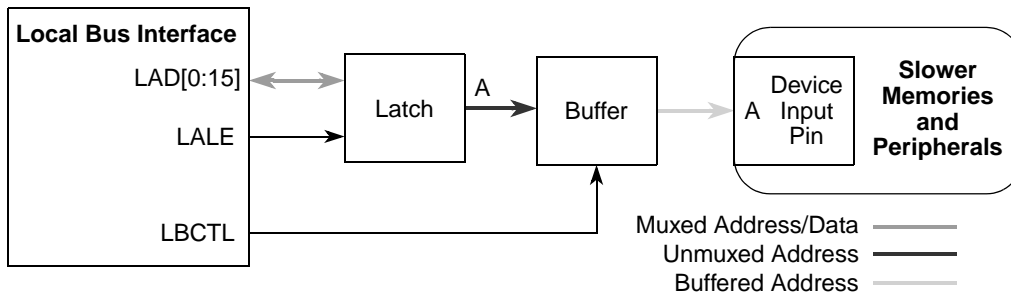 Local Bus Interface
LAD[0:15]
LALE
LBCTL
Latch
A
Buffer
A
Device
Input
Pin
Slower
Memories
and
Peripherals
Muxed Address/Data
Unmuxed Address
Buffered Address